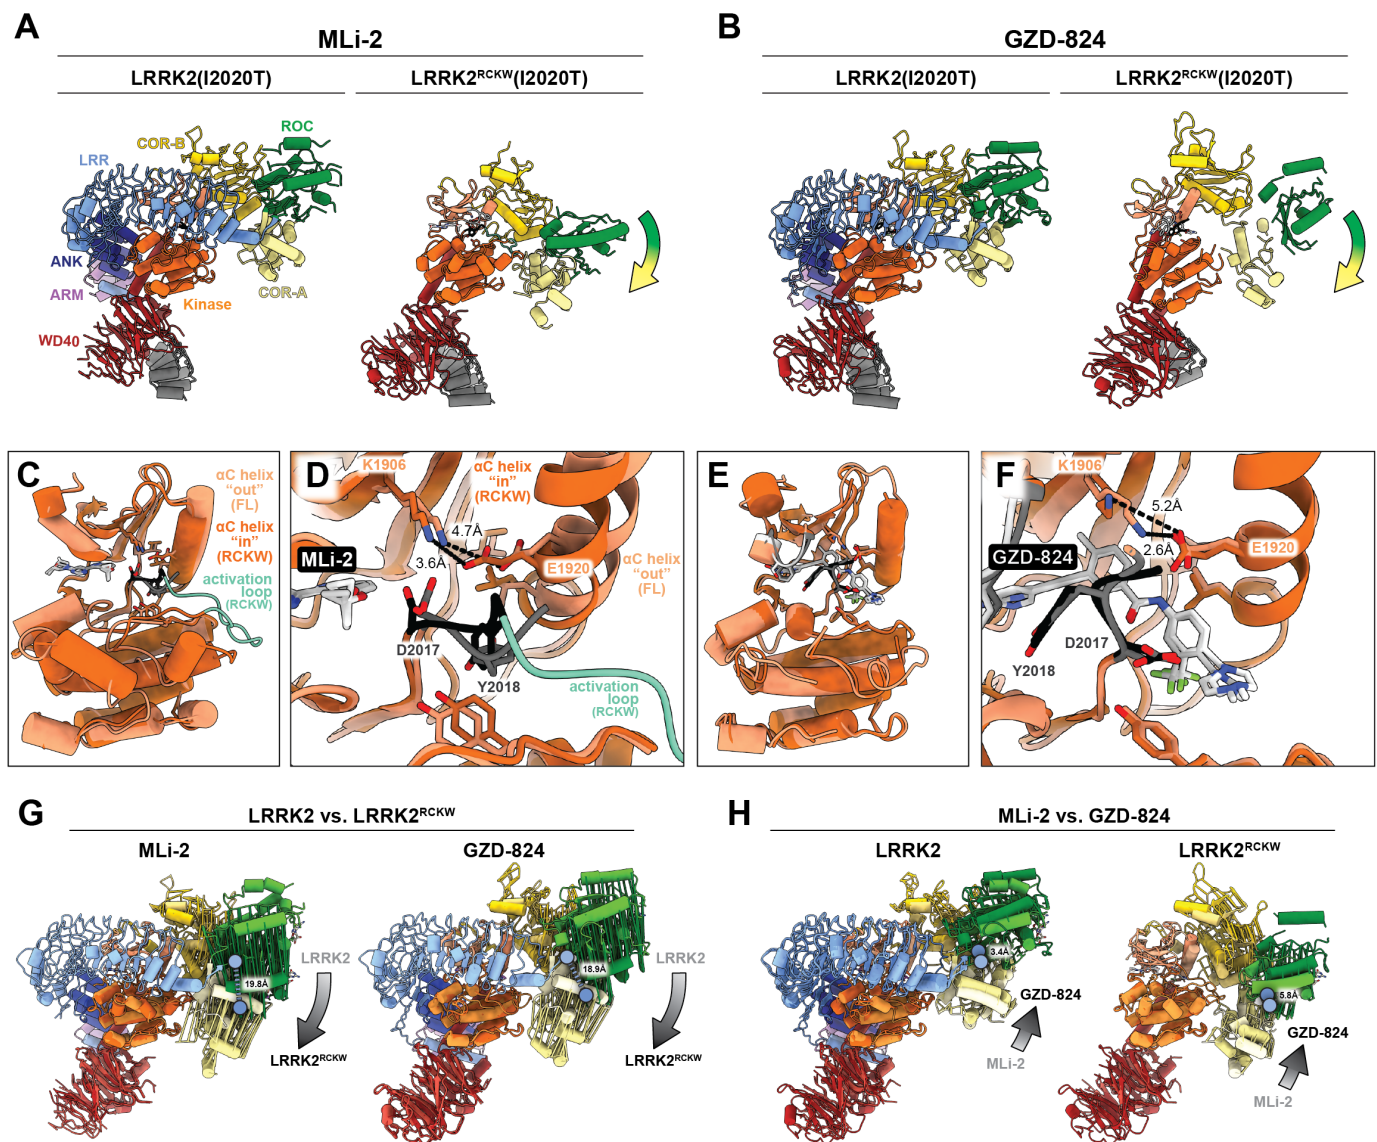 A
MLi-2
LRRK2(I2020T)
LRRK2RCKW(I2020T)
COR-B
ROC
LRR
ANK
ARM
COR-A
Kinase
WD40
B
GZD-824
LRRK2(I2020T)
LRRK2RCKW(I2020T)
C
αC helix
“out”
(FL)
αC helix
“in”
(RCKW)
activation
loop
(RCKW)
D
K1906
αC helix
“in”
(RCKW)
4.7Å
3.6Å
MLi-2
E1920
αC helix
“out”
(FL)
D2017
Y2018
activation
loop
(RCKW)
E
F
K1906
5.2Å
GZD-824
2.6Å
E1920
D2017
Y2018
G
LRRK2 vs. LRRK2RCKW
MLi-2
GZD-824
LRRK2
19.8Å
LRRK2RCKW
LRRK2
18.9Å
LRRK2RCKW
H
MLi-2 vs. GZD-824
LRRK2
LRRK2RCKW
3.4Å
GZD-824
MLi-2
5.8Å
GZD-824
MLi-2